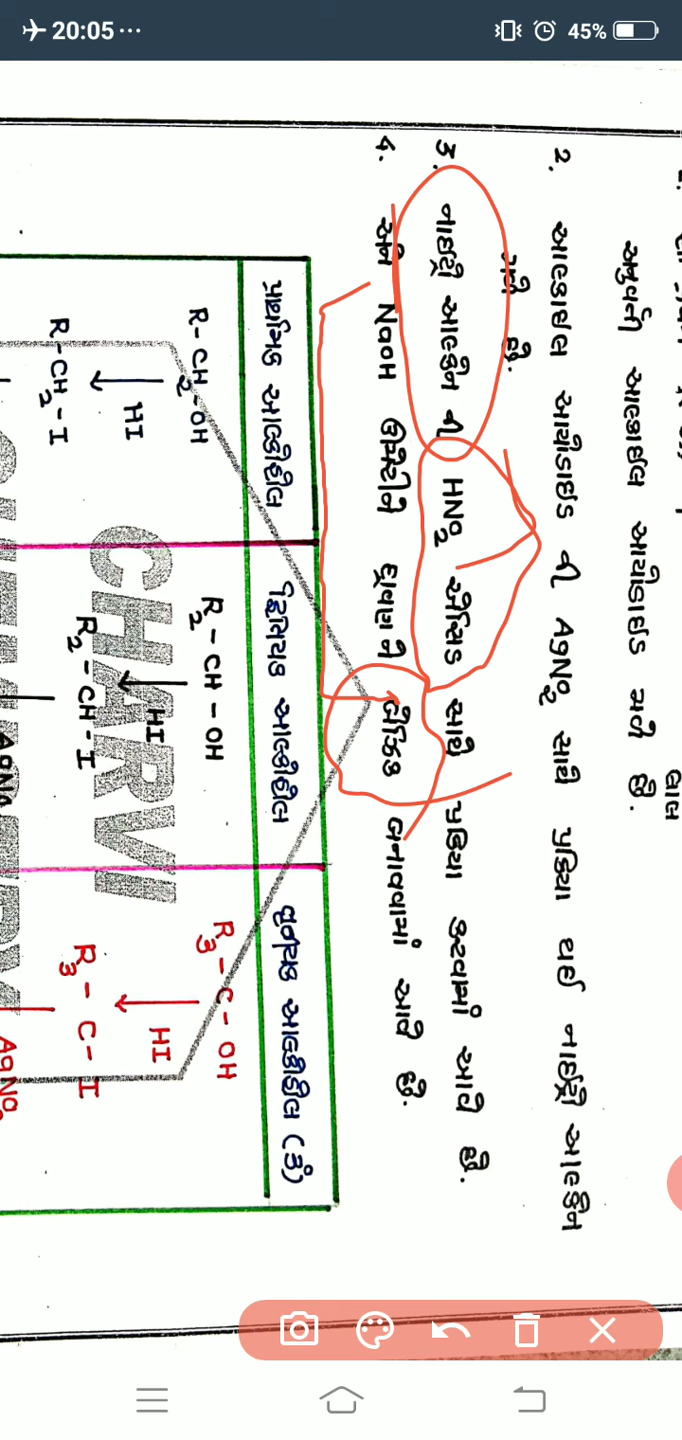 20:05 ...
45%
અનુવર્તી આલ્કાઇલ આયોડાઇડ મળે છે.
2. આલ્કાઇલ આયોડાઇડ ની AgNO2 સાથે પ્રક્રિયા થઈ નાઇટ્રો આલ્કેન
મળે છે.
3. નાઇટ્રો આલ્કેન ની HNO2 એસિડ સાથે પ્રક્રિયા કરવામાં આવે છે.
4. અંતે NaOH ઉમેરીને દ્રાવણ ને બેઝિક બનાવવામાં આવે છે.
પ્રાથમિક આલ્કોહોલ દ્વિતિયક આલ્કોહોલ તૃતીયક આલ્કોહોલ (3°)
R-CH2-OH R2-CH-OH R3-C-OH
HI HI HI
R-CH2-I R2-CH-I R3-C-I
CHARVI